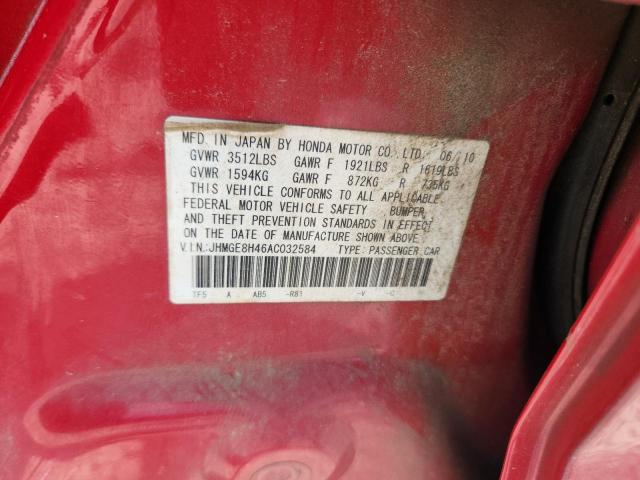 MFD. IN JAPAN BY HONDA MOTOR CO., LTD. 06/10
GVWR 3512LBS GAWR F 1921LBS R 1619LBS
GVWR 1594KG GAWR F 872KG R 735KG
THIS VEHICLE CONFORMS TO ALL APPLICABLE
FEDERAL MOTOR VEHICLE SAFETY BUMPER,
AND THEFT PREVENTION STANDARDS IN EFFECT
ON THE DATE OF MANUFACTURE SHOWN ABOVE.
V.I.N.:JHMGE8H46AC032584 TYPE: PASSENGER CAR
TF5 A AB5 -R81 -V -C